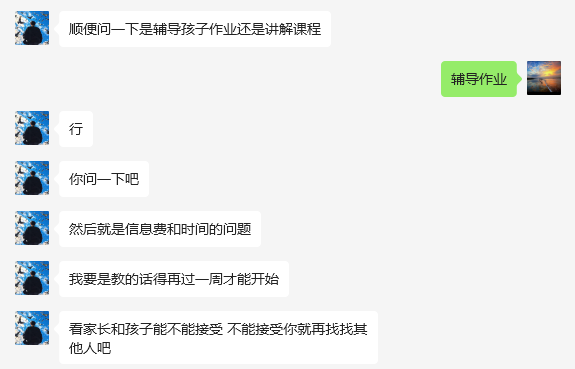 顺便问一下是辅导孩子作业还是讲解课程
辅导作业
行
你问一下吧
然后就是信息费和时间的问题
我要是教的话得再过一周才能开始
看家长和孩子能不能接受 不能接受你就再找找其
他人吧